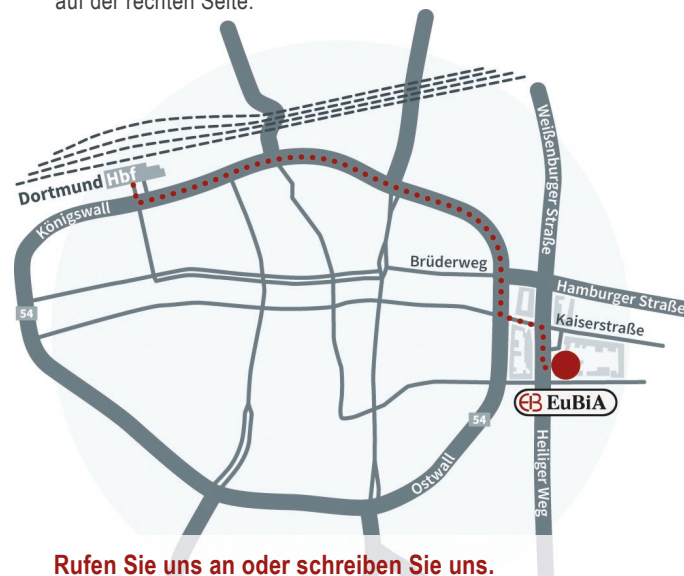 auf der rechten Seite.
Dortmund Hbf
Königswall
Weißenburger Straße
Brüderweg
Hamburger Straße
54
Kaiserstraße
EB EuBiA
54
Ostwall
Heiliger Weg
Rufen Sie uns an oder schreiben Sie uns.